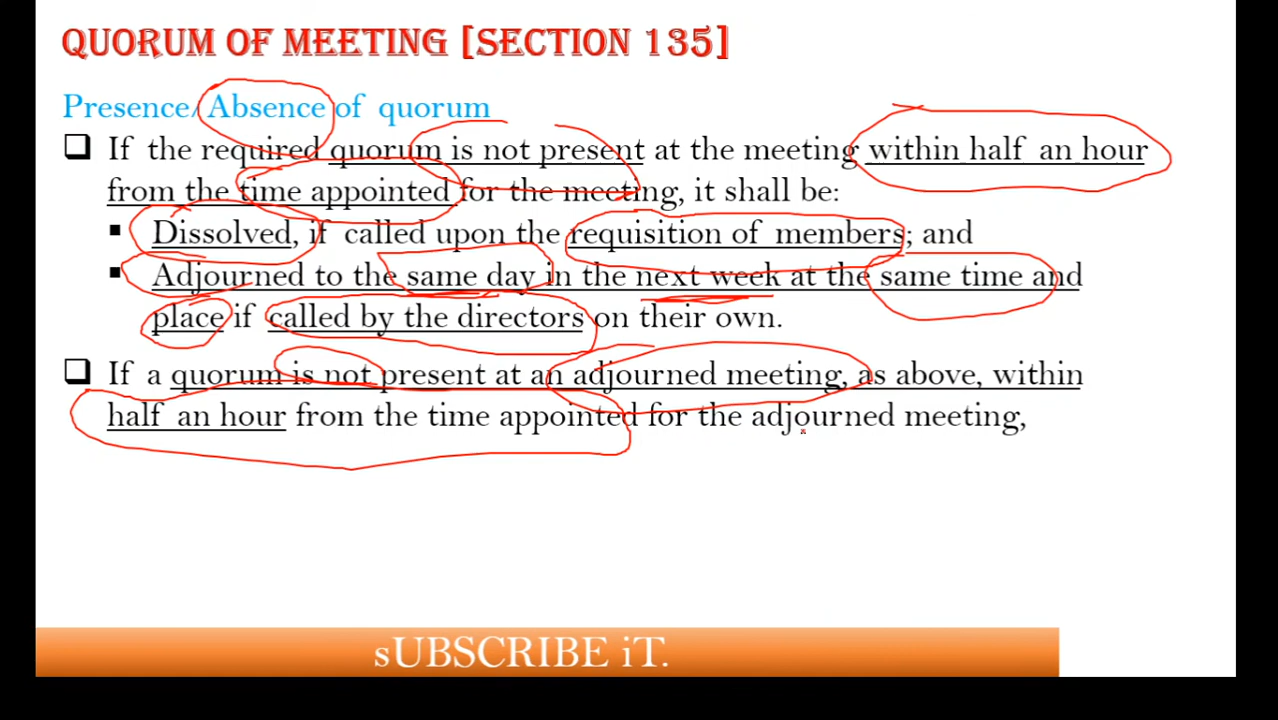 QUORUM OF MEETING [SECTION 135]
Presence/Absence of quorum
❑ If the required quorum is not present at the meeting within half an hour
from the time appointed for the meeting, it shall be:
▪ Dissolved, if called upon the requisition of members; and
▪ Adjourned to the same day in the next week at the same time and
place if called by the directors on their own.
❑ If a quorum is not present at an adjourned meeting, as above, within
half an hour from the time appointed for the adjourned meeting,
sUBSCRIBE iT.